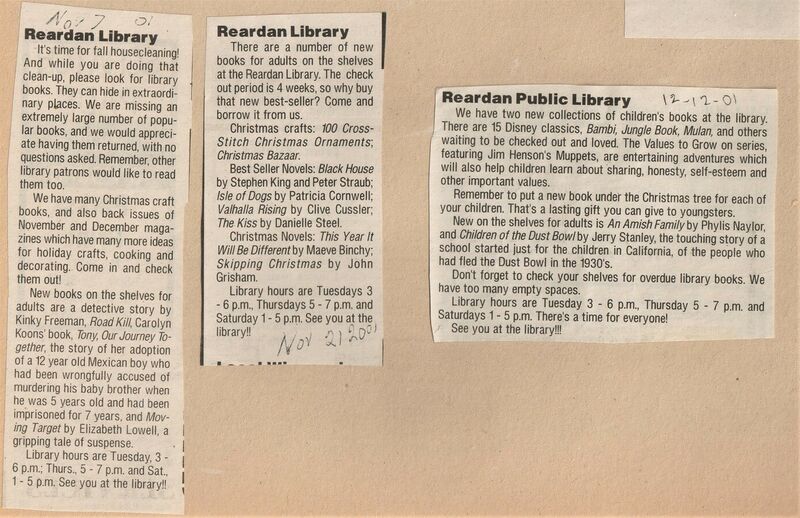 Nov 7 01
Reardan Library
It's time for fall housecleaning!
And while you are doing that
clean-up, please look for library
books. They can hide in extraordi-
nary places. We are missing an
extremely large number of popu-
lar books, and we would appreci-
ate having them returned, with no
questions asked. Remember, other
library patrons would like to read
them too.
We have many Christmas craft
books, and also back issues of
November and December maga-
zines which have many more ideas
for holiday crafts, cooking and
decorating. Come in and check
them out!
New books on the shelves for
adults are a detective story by
Kinky Freeman, Road Kill, Carolyn
Koons' book, Tony, Our Journey To-
gether, the story of her adoption
of a 12 year old Mexican boy who
had been wrongfully accused of
murdering his baby brother when
he was 5 years old and had been
imprisoned for 7 years, and Mov-
ing Target by Elizabeth Lowell, a
gripping tale of suspense.
Library hours are Tuesday, 3 -
6 p.m.; Thurs., 5 - 7 p.m. and Sat.,
1 - 5 p.m. See you at the library!!
Reardan Library
There are a number of new
books for adults on the shelves
at the Reardan Library. The check
out period is 4 weeks, so why buy
that new best-seller? Come and
borrow it from us.
Christmas crafts: 100 Cross-
Stitch Christmas Ornaments;
Christmas Bazaar.
Best Seller Novels: Black House
by Stephen King and Peter Straub;
Isle of Dogs by Patricia Cornwell;
Valhalla Rising by Clive Cussler;
The Kiss by Danielle Steel.
Christmas Novels: This Year It
Will Be Different by Maeve Binchy;
Skipping Christmas by John
Grisham.
Library hours are Tuesdays 3
- 6 p.m., Thursdays 5 - 7 p.m. and
Saturday 1 - 5 p.m. See you at the
library!!
Nov 21 2001
Reardan Public Library 12-12-01
We have two new collections of children's books at the library.
There are 15 Disney classics, Bambi, Jungle Book, Mulan, and others
waiting to be checked out and loved. The Values to Grow on series,
featuring Jim Henson's Muppets, are entertaining adventures which
will also help children learn about sharing, honesty, self-esteem and
other important values.
Remember to put a new book under the Christmas tree for each of
your children. That's a lasting gift you can give to youngsters.
New on the shelves for adults is An Amish Family by Phylis Naylor,
and Children of the Dust Bowl by Jerry Stanley, the touching story of a
school started just for the children in California, of the people who
had fled the Dust Bowl in the 1930's.
Don't forget to check your shelves for overdue library books. We
have too many empty spaces.
Library hours are Tuesday 3 - 6 p.m., Thursday 5 - 7 p.m. and
Saturdays 1 - 5 p.m. There's a time for everyone!
See you at the library!!!